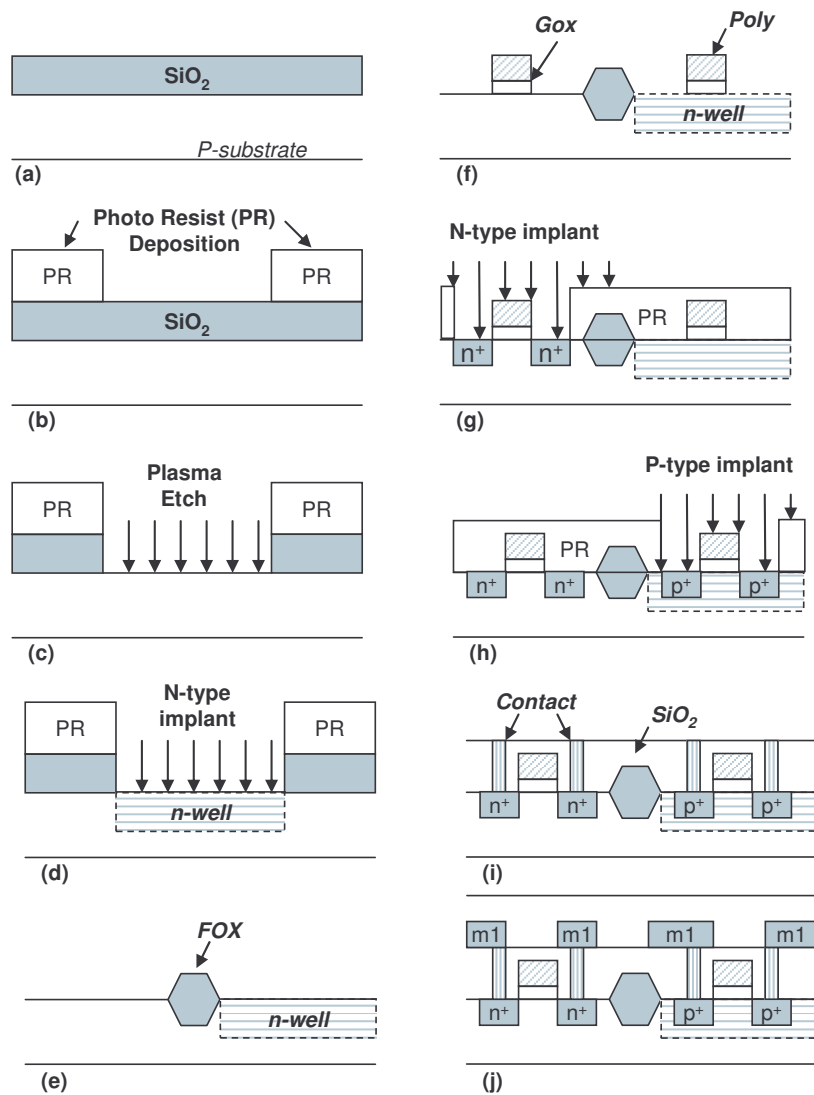 SiO2
P-substrate
(a)
Photo Resist (PR)
Deposition
PR PR
SiO2
(b)
Plasma
Etch
PR PR
(c)
N-type
implant
PR PR
n-well
(d)
FOX
n-well
(e)
Gox Poly
n-well
(f)
N-type implant
PR
n+ n+
(g)
P-type implant
PR
n+ n+ p+ p+
(h)
Contact SiO2
n+ n+ p+ p+
(i)
m1 m1 m1 m1
n+ n+ p+ p+
(j)